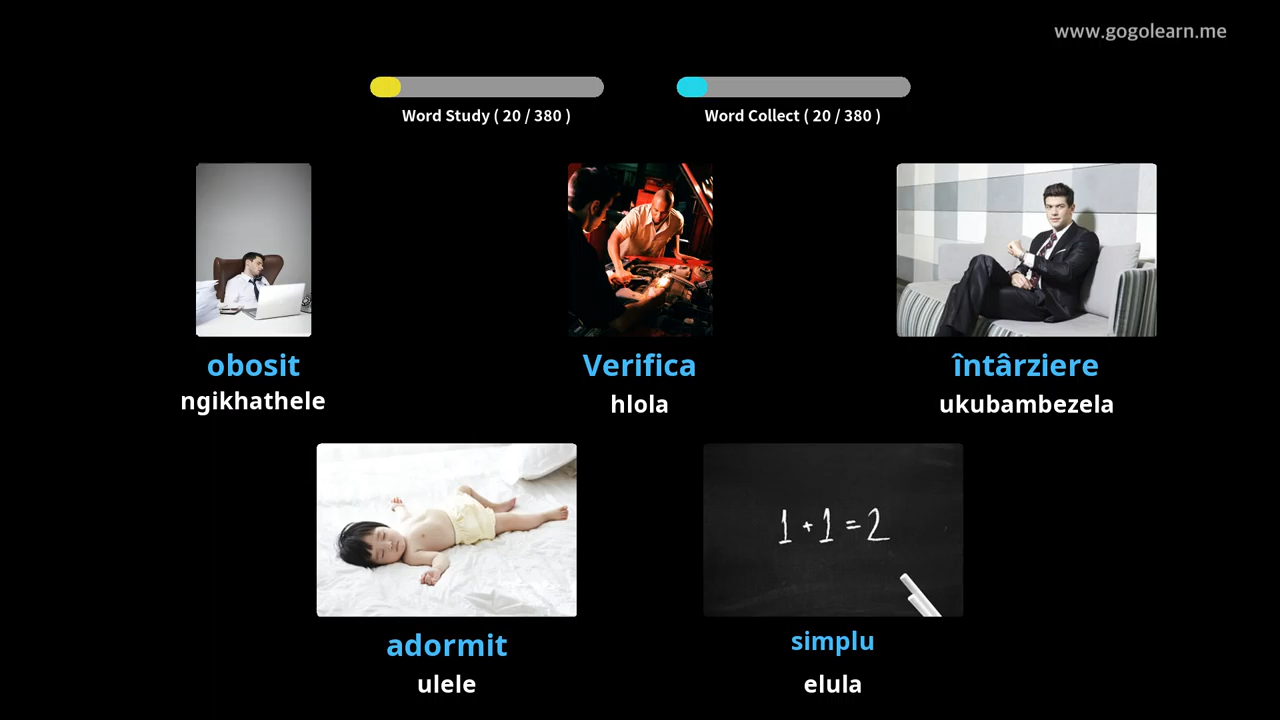 www.gogolearn.me
Word Study ( 20 / 380 )
Word Collect ( 20 / 380 )
obosit
ngikhathele
Verifica
hlola
întârziere
ukubambezela
1 + 1 = 2
adormit
ulele
simplu
elula